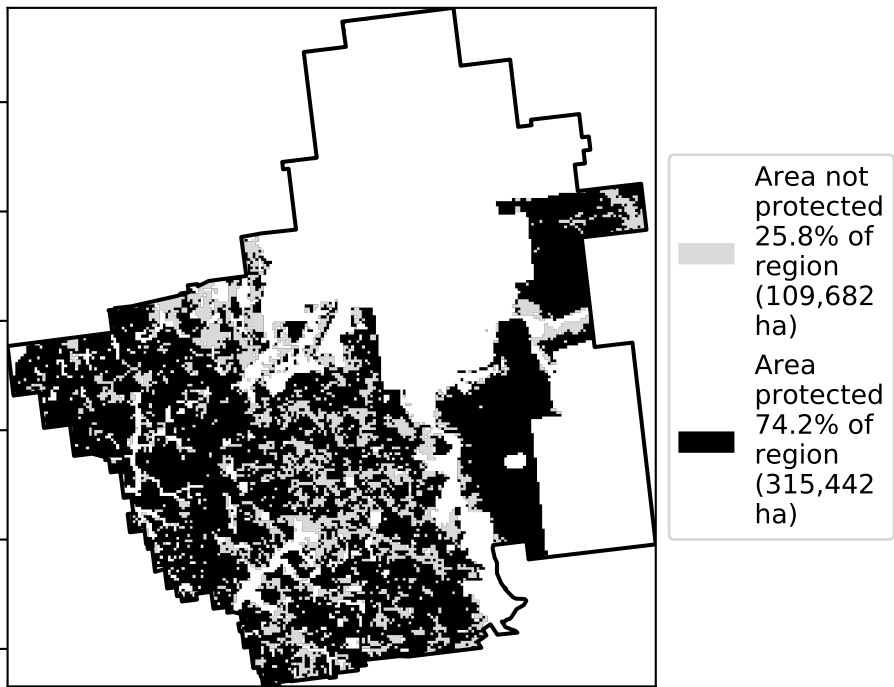 Area not
protected
25.8% of
region
(109,682
ha)
Area
protected
74.2% of
region
(315,442
ha)